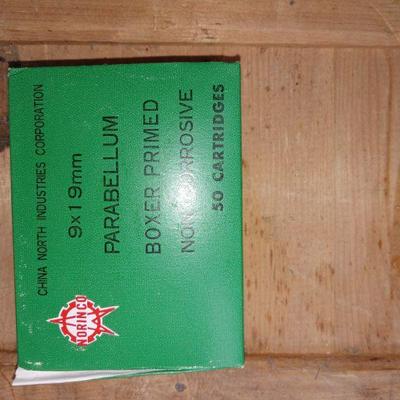 CHINA NORTH INDUSTRIES CORPORATION
9x19mm
PARABELLUM
BOXER PRIMED
NON-CORROSIVE
50 CARTRIDGES
NORINCO